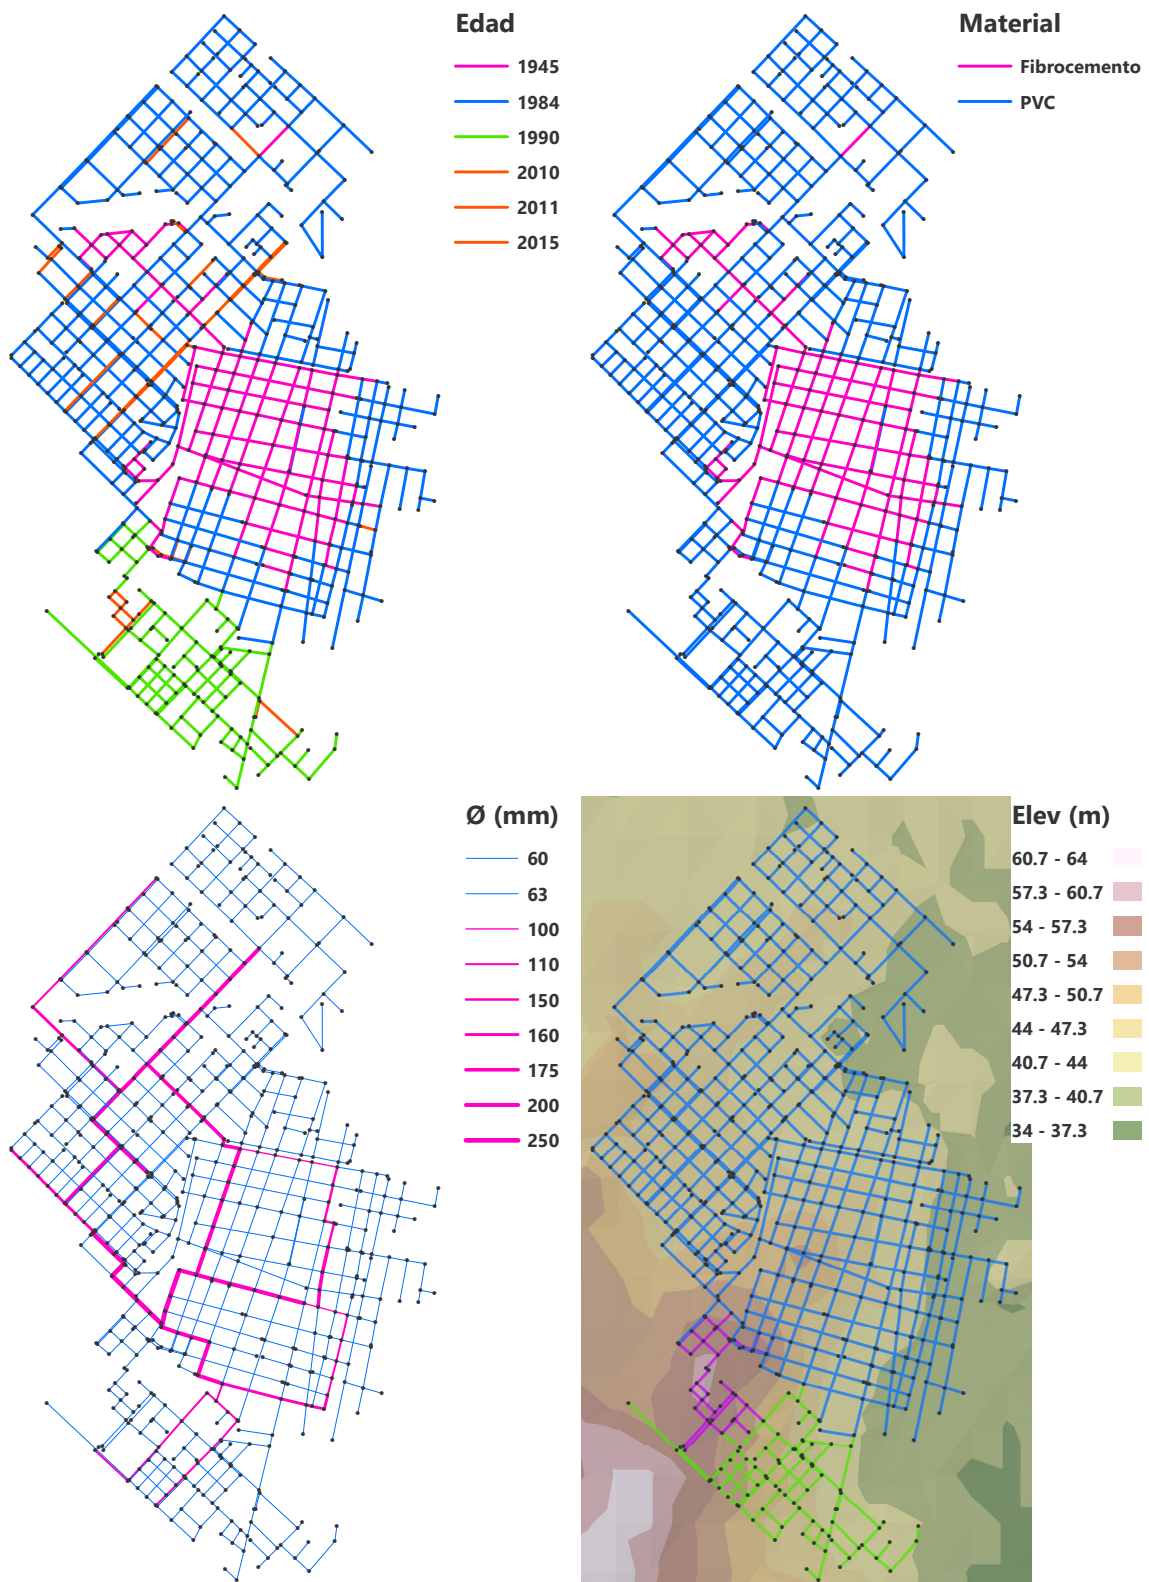 Edad
1945
1984
1990
2010
2011
2015
Material
Fibrocemento
PVC
Ø (mm)
60
63
100
110
150
160
175
200
250
Elev (m)
60.7 - 64
57.3 - 60.7
54 - 57.3
50.7 - 54
47.3 - 50.7
44 - 47.3
40.7 - 44
37.3 - 40.7
34 - 37.3